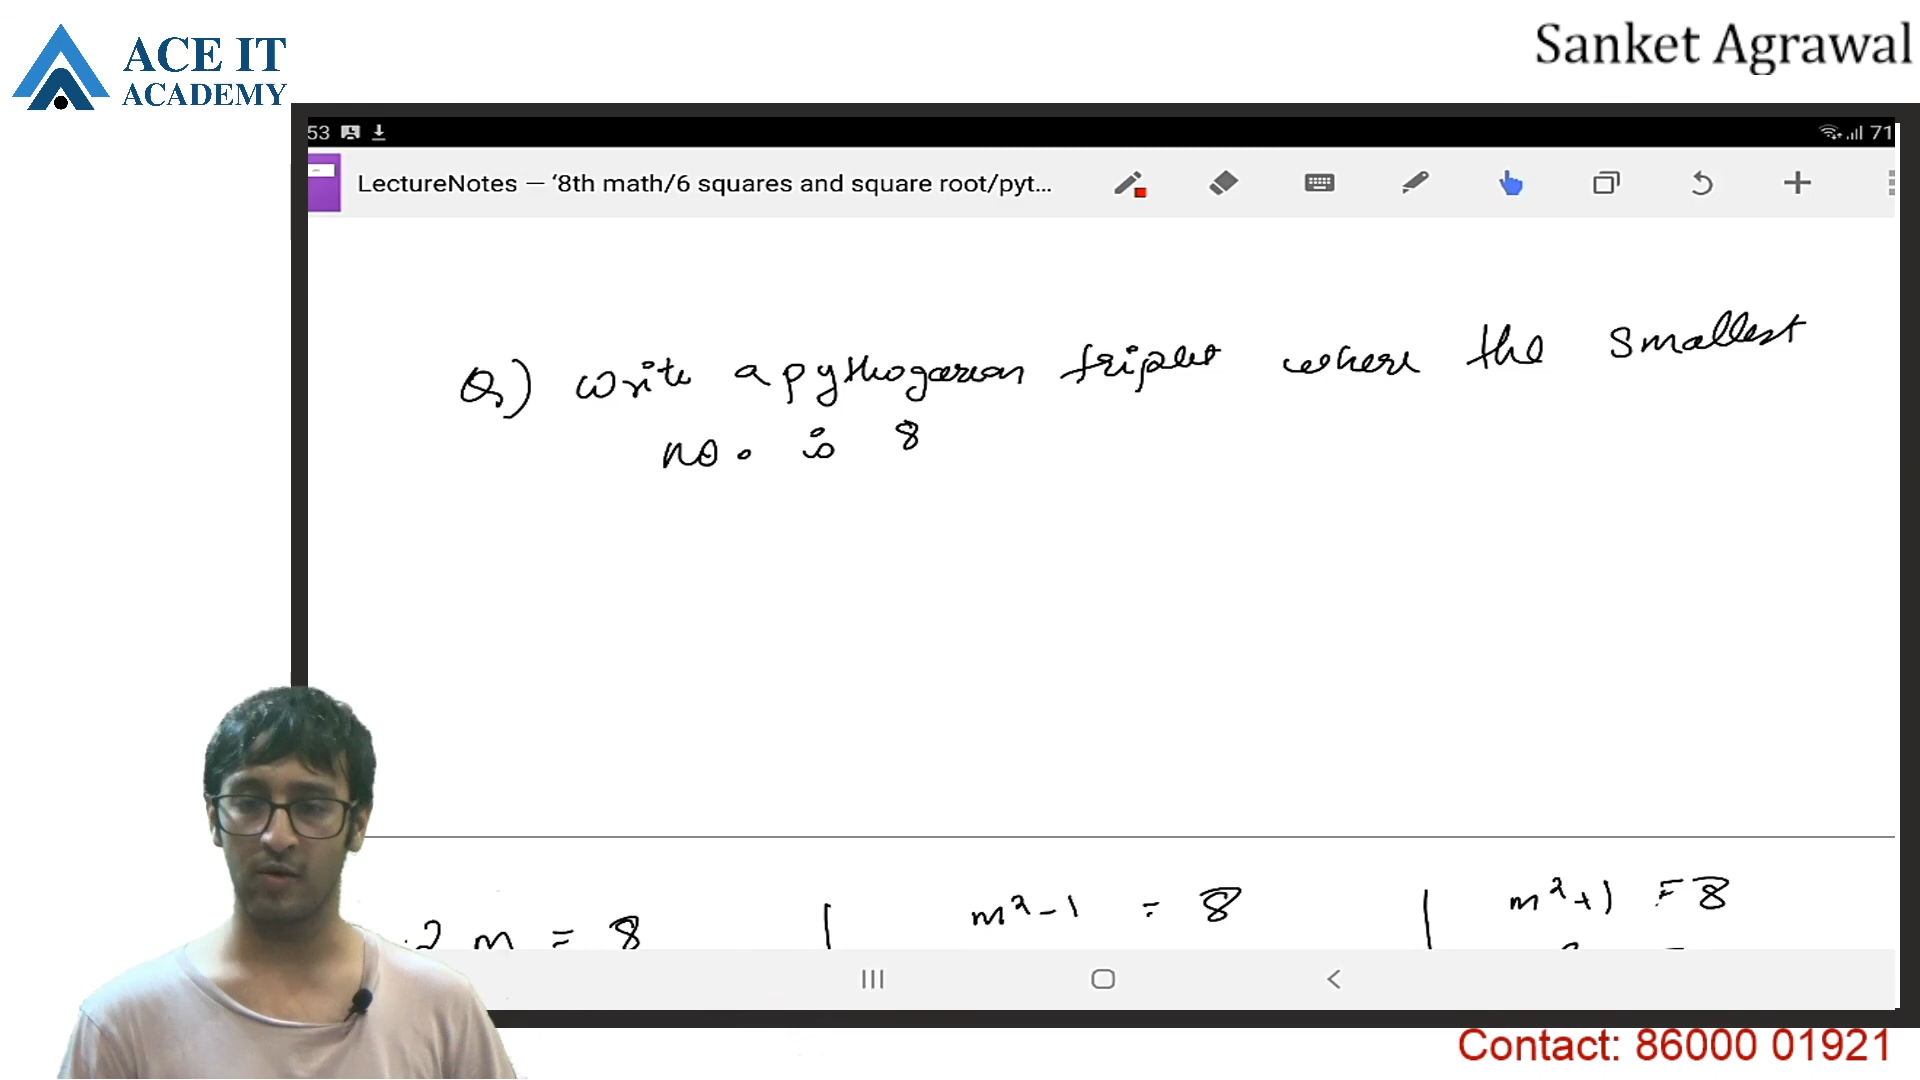 ACE IT
ACADEMY
Sanket Agrawal
53
71
LectureNotes — ‘8th math/6 squares and square root/pyt...
Q) write a pythogorean triplet where the smallest
no. is 8
2 m = 8
m² - 1 = 8
m² + 1 = 8
Contact: 86000 01921